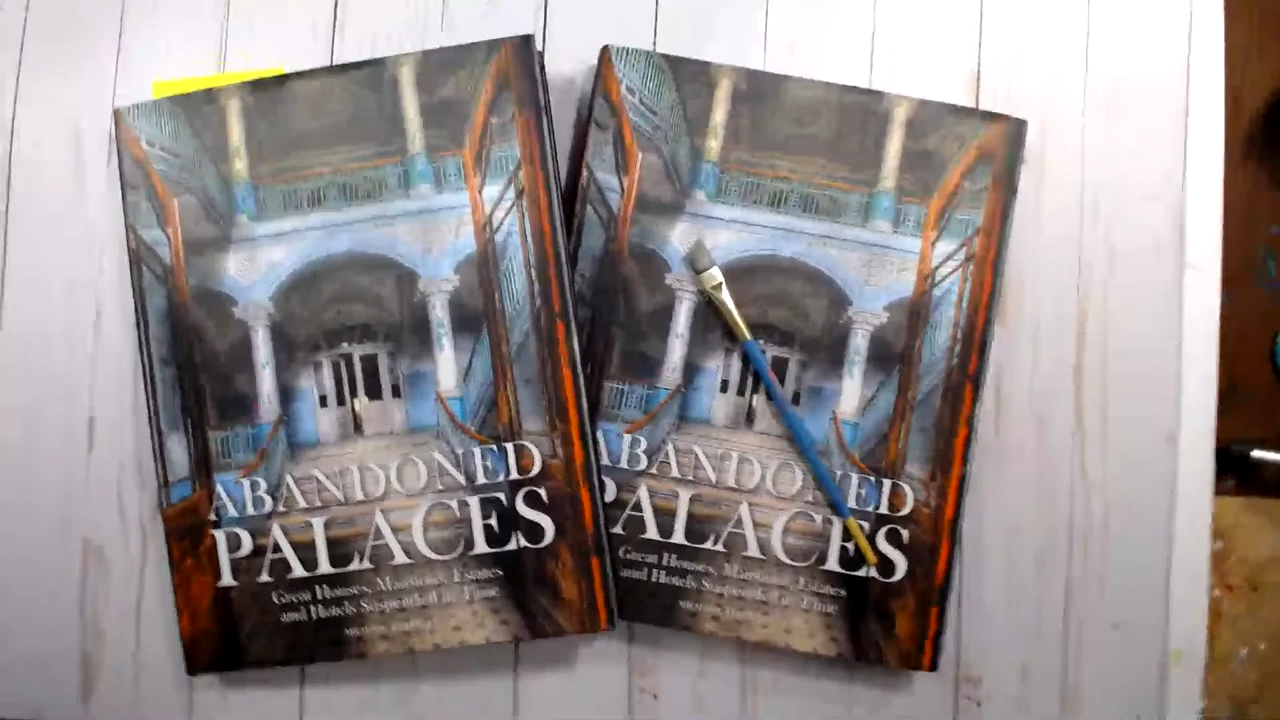 ABANDONED
PALACES
Great Houses, Mansions, Estates
and Hotels Suspended in Time
ABANDONED
PALACES
Great Houses, Mansions, Estates
and Hotels Suspended in Time